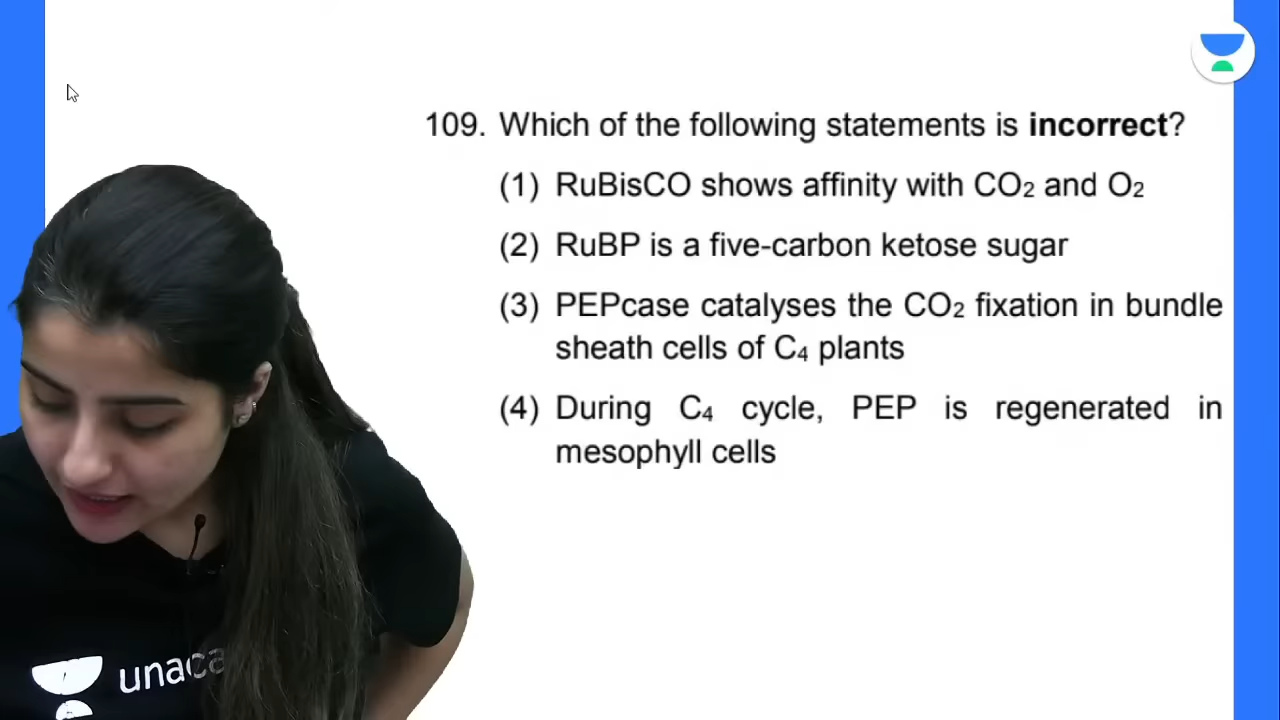 109. Which of the following statements is incorrect?
(1) RuBisCO shows affinity with CO₂ and O₂
(2) RuBP is a five-carbon ketose sugar
(3) PEPcase catalyses the CO₂ fixation in bundle
sheath cells of C₄ plants
(4) During C₄ cycle, PEP is regenerated in
mesophyll cells
unaca